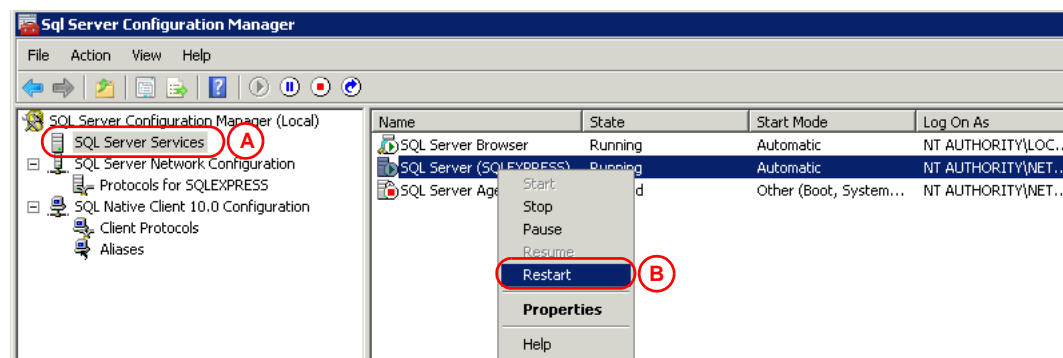 Sql Server Configuration Manager
File Action View Help
SQL Server Configuration Manager (Local)
SQL Server Services
A
SQL Server Network Configuration
Protocols for SQLEXPRESS
SQL Native Client 10.0 Configuration
Client Protocols
Aliases
Name State Start Mode Log On As
SQL Server Browser Running Automatic NT AUTHORITY\LOC...
SQL Server (SQLEXPRESS) Running Automatic NT AUTHORITY\NET...
SQL Server Age d Other (Boot, System... NT AUTHORITY\NET...
Start
Stop
Pause
Resume
Restart
B
Properties
Help